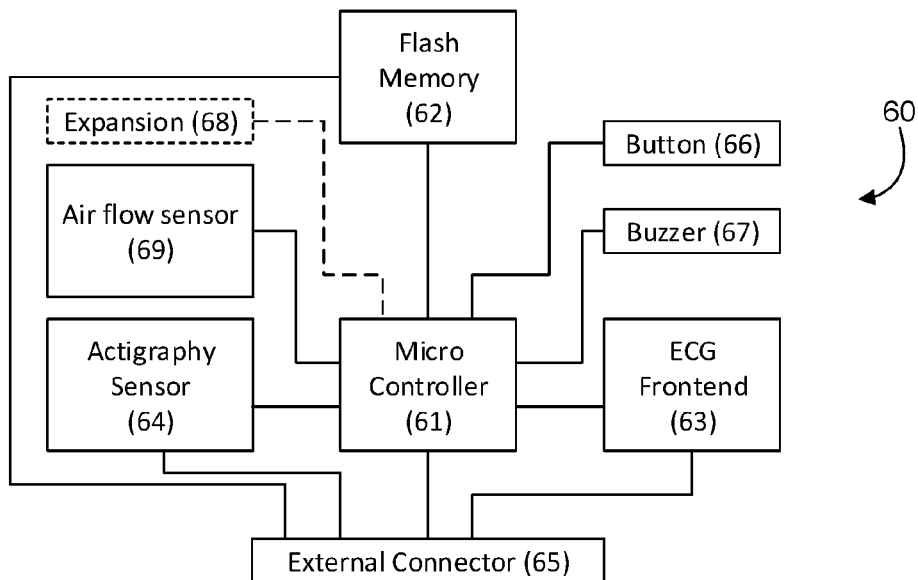 Flash
Memory
(62)
60
Expansion (68)
Button (66)
Air flow sensor
(69)
Buzzer (67)
Actigraphy
Sensor
(64)
Micro
Controller
(61)
ECG
Frontend
(63)
External Connector (65)